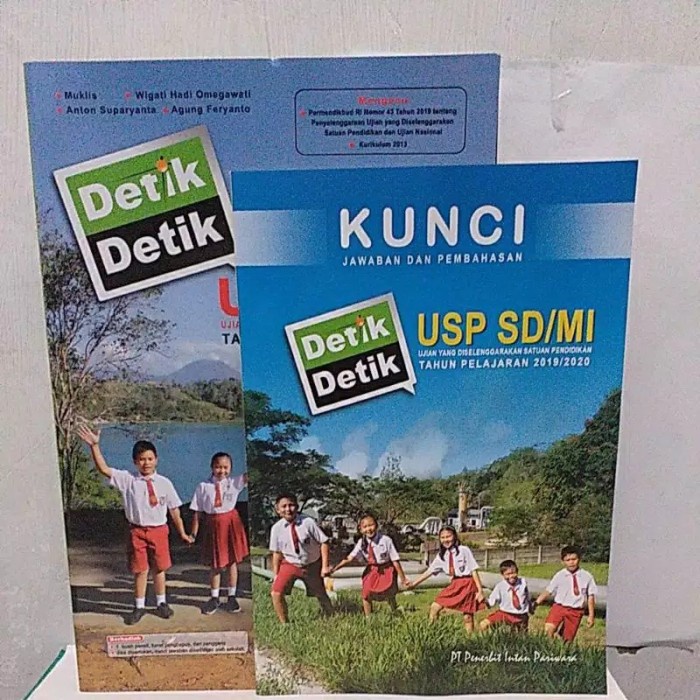 Muklis
Wigati Hadi Omegawati
Anton Suparyanta
Agung Feryanto
Mengacu
Permendikbud RI Nomor 43 Tahun 2019 tentang
Penyelenggaraan Ujian yang Diselenggarakan
Satuan Pendidikan dan Ujian Nasional
Kurikulum 2013
Detik
Detik
U
UJI
TA
KUNCI
JAWABAN DAN PEMBAHASAN
Detik
Detik
USP SD/MI
UJIAN YANG DISELENGGARAKAN SATUAN PENDIDIKAN
TAHUN PELAJARAN 2019/2020
PT Penerbit Intan Pariwara